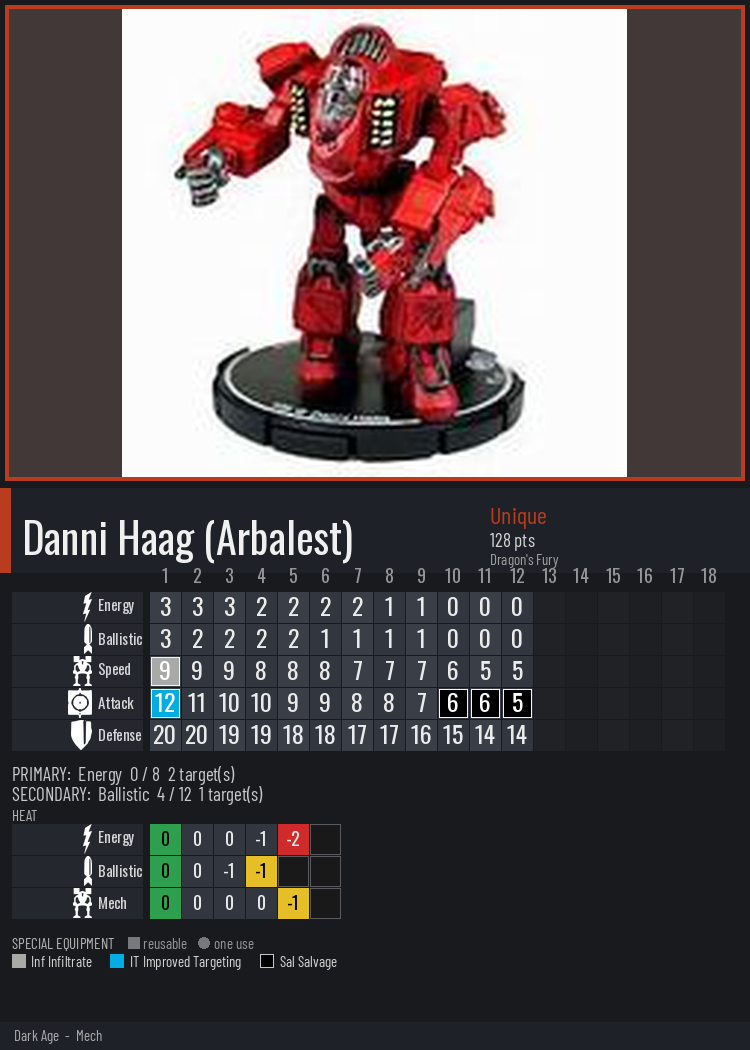 Danni Haag (Arbalest)
Unique
128 pts
Dragon's Fury
1 2 3 4 5 6 7 8 9 10 11 12 13 14 15 16 17 18
Energy 3 3 3 2 2 2 2 1 1 0 0 0
Ballistic 3 2 2 2 2 1 1 1 1 0 0 0
Speed 9 9 9 8 8 8 7 7 7 6 5 5
Attack 12 11 10 10 9 9 8 8 7 6 6 5
Defense 20 20 19 19 18 18 17 17 16 15 14 14
PRIMARY: Energy 0 / 8 2 target(s)
SECONDARY: Ballistic 4 / 12 1 target(s)
HEAT
Energy 0 0 0 -1 -2
Ballistic 0 0 -1 -1
Mech 0 0 0 0 -1
SPECIAL EQUIPMENT reusable one use
Inf Infiltrate IT Improved Targeting Sal Salvage
Dark Age - Mech